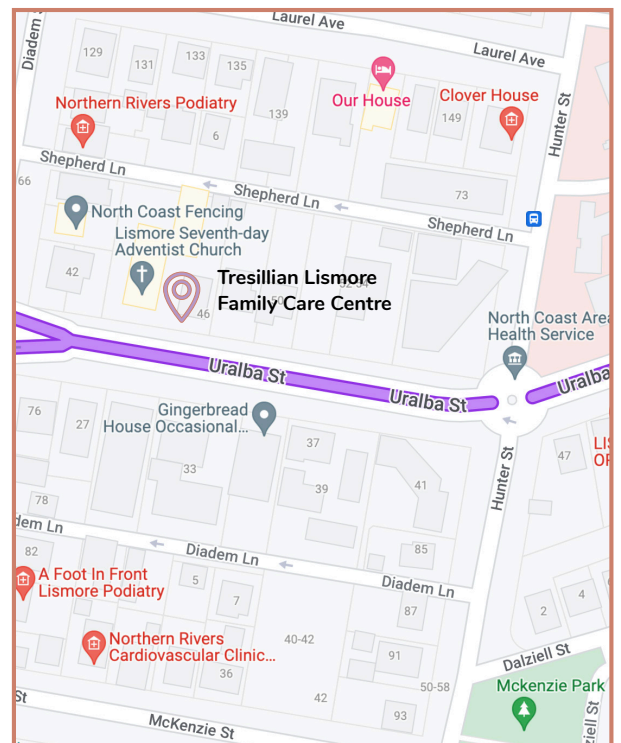 Laurel Ave
Diadem St
129
131
133
135
Laurel Ave
Our House
Clover House
Hunter St
Northern Rivers Podiatry
6
139
149
Shepherd Ln
66
Shepherd Ln
73
Shepherd Ln
North Coast Fencing
Lismore Seventh-day
Adventist Church
42
46
Tresillian Lismore
Family Care Centre
North Coast Area
Health Service
Uralba St
Uralba St
Uralba
76
27
Gingerbread
House Occasional...
37
33
39
41
47
Hunter St
78
dem Ln
Diadem Ln
85
Diadem Ln
82
A Foot In Front
Lismore Podiatry
5
7
87
2
4
Northern Rivers
Cardiovascular Clinic...
40-42
91
36
42
50-58
93
Dalziell St
Mckenzie Park
St
McKenzie St
ziell St